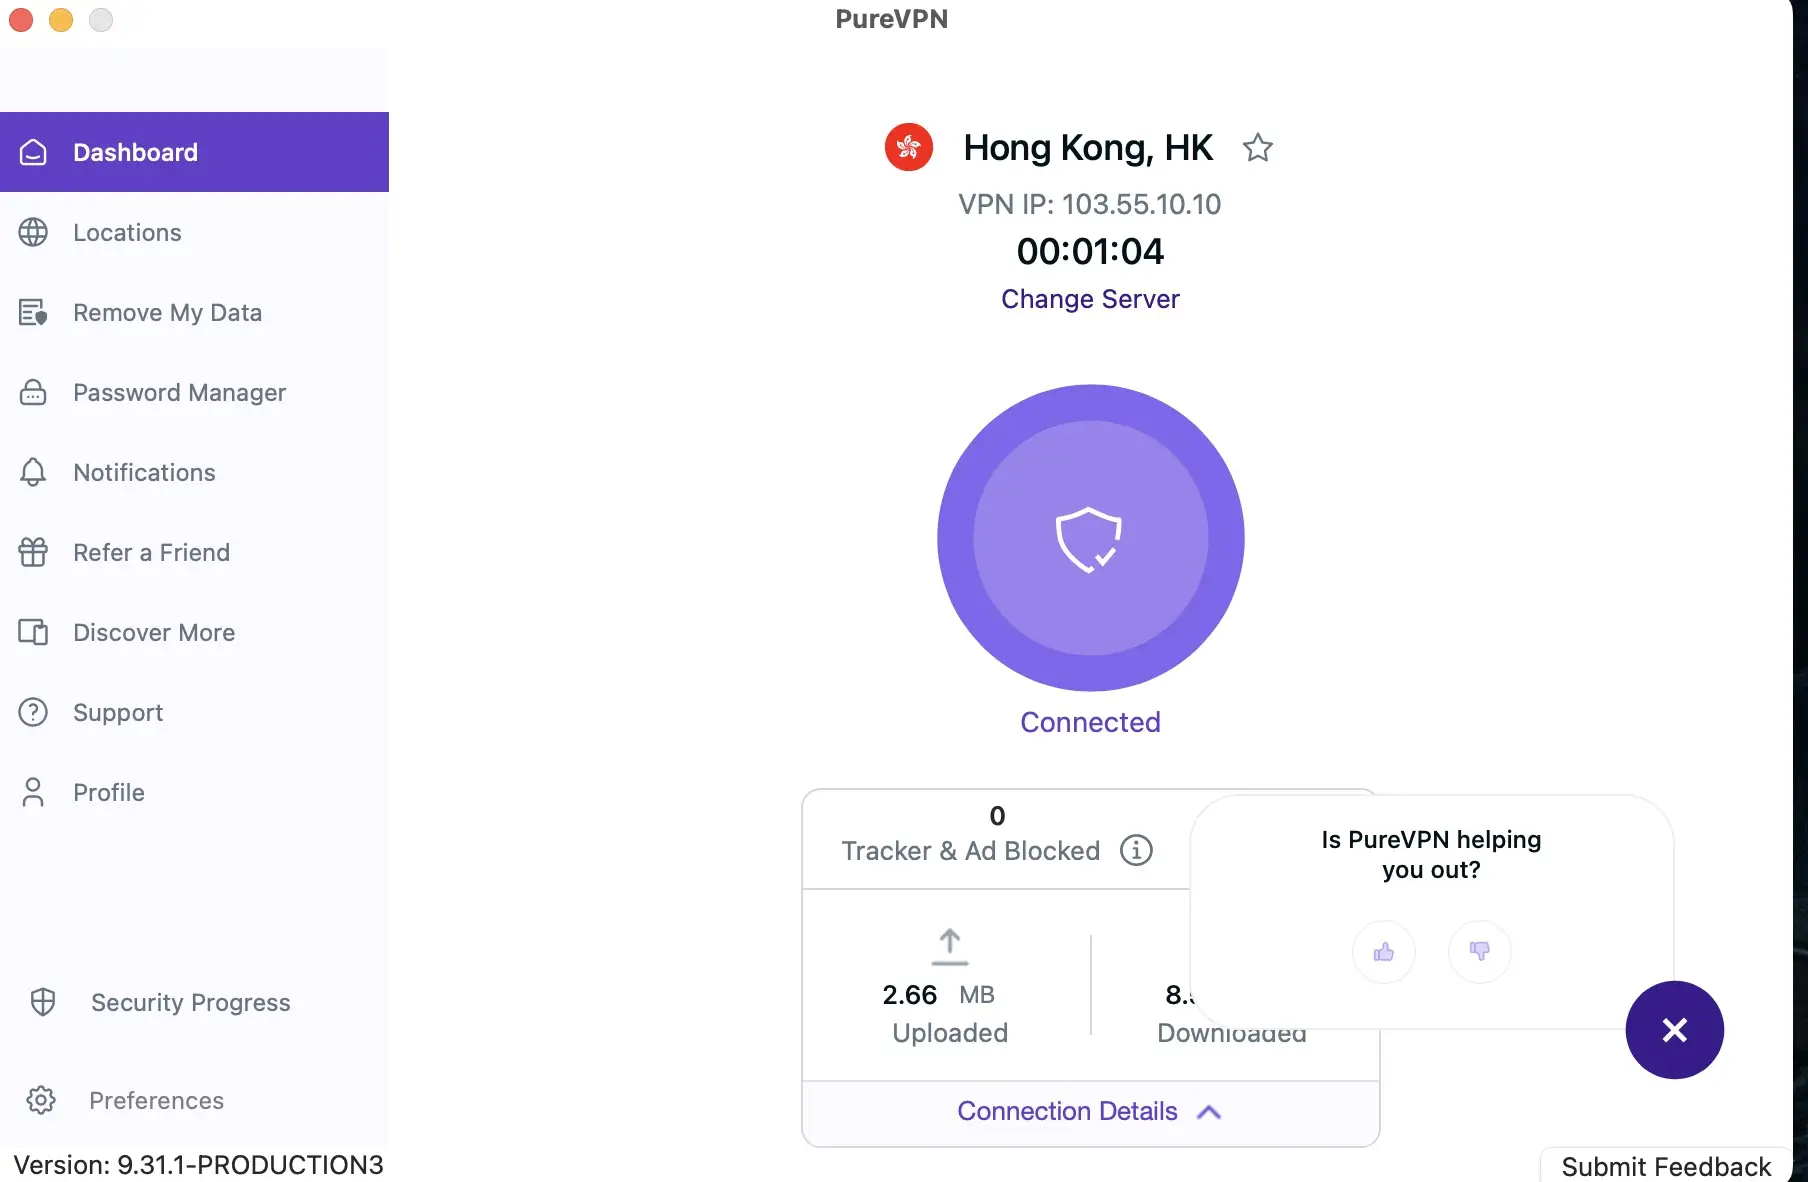 PureVPN
Dashboard
Locations
Remove My Data
Password Manager
Notifications
Refer a Friend
Discover More
Support
Profile
Security Progress
Preferences
Version: 9.31.1-PRODUCTION3
Hong Kong, HK
VPN IP: 103.55.10.10
00:01:04
Change Server
Connected
0
Tracker & Ad Blocked
2.66 MB
Uploaded
Downloaded
Is PureVPN helping
you out?
Connection Details
Submit Feedback